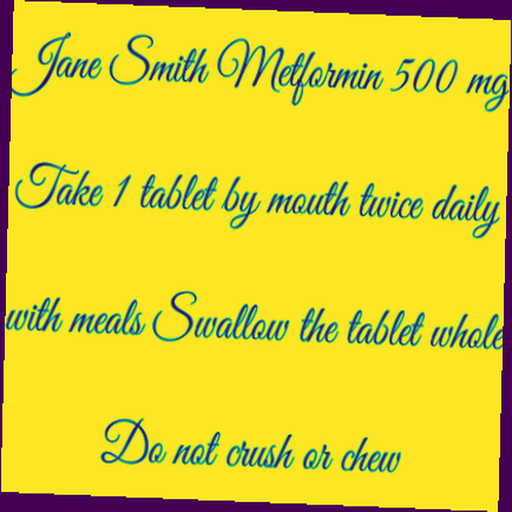 Jane Smith Metformin 500 mg
Take 1 tablet by mouth twice daily
with meals Swallow the tablet whole
Do not crush or chew